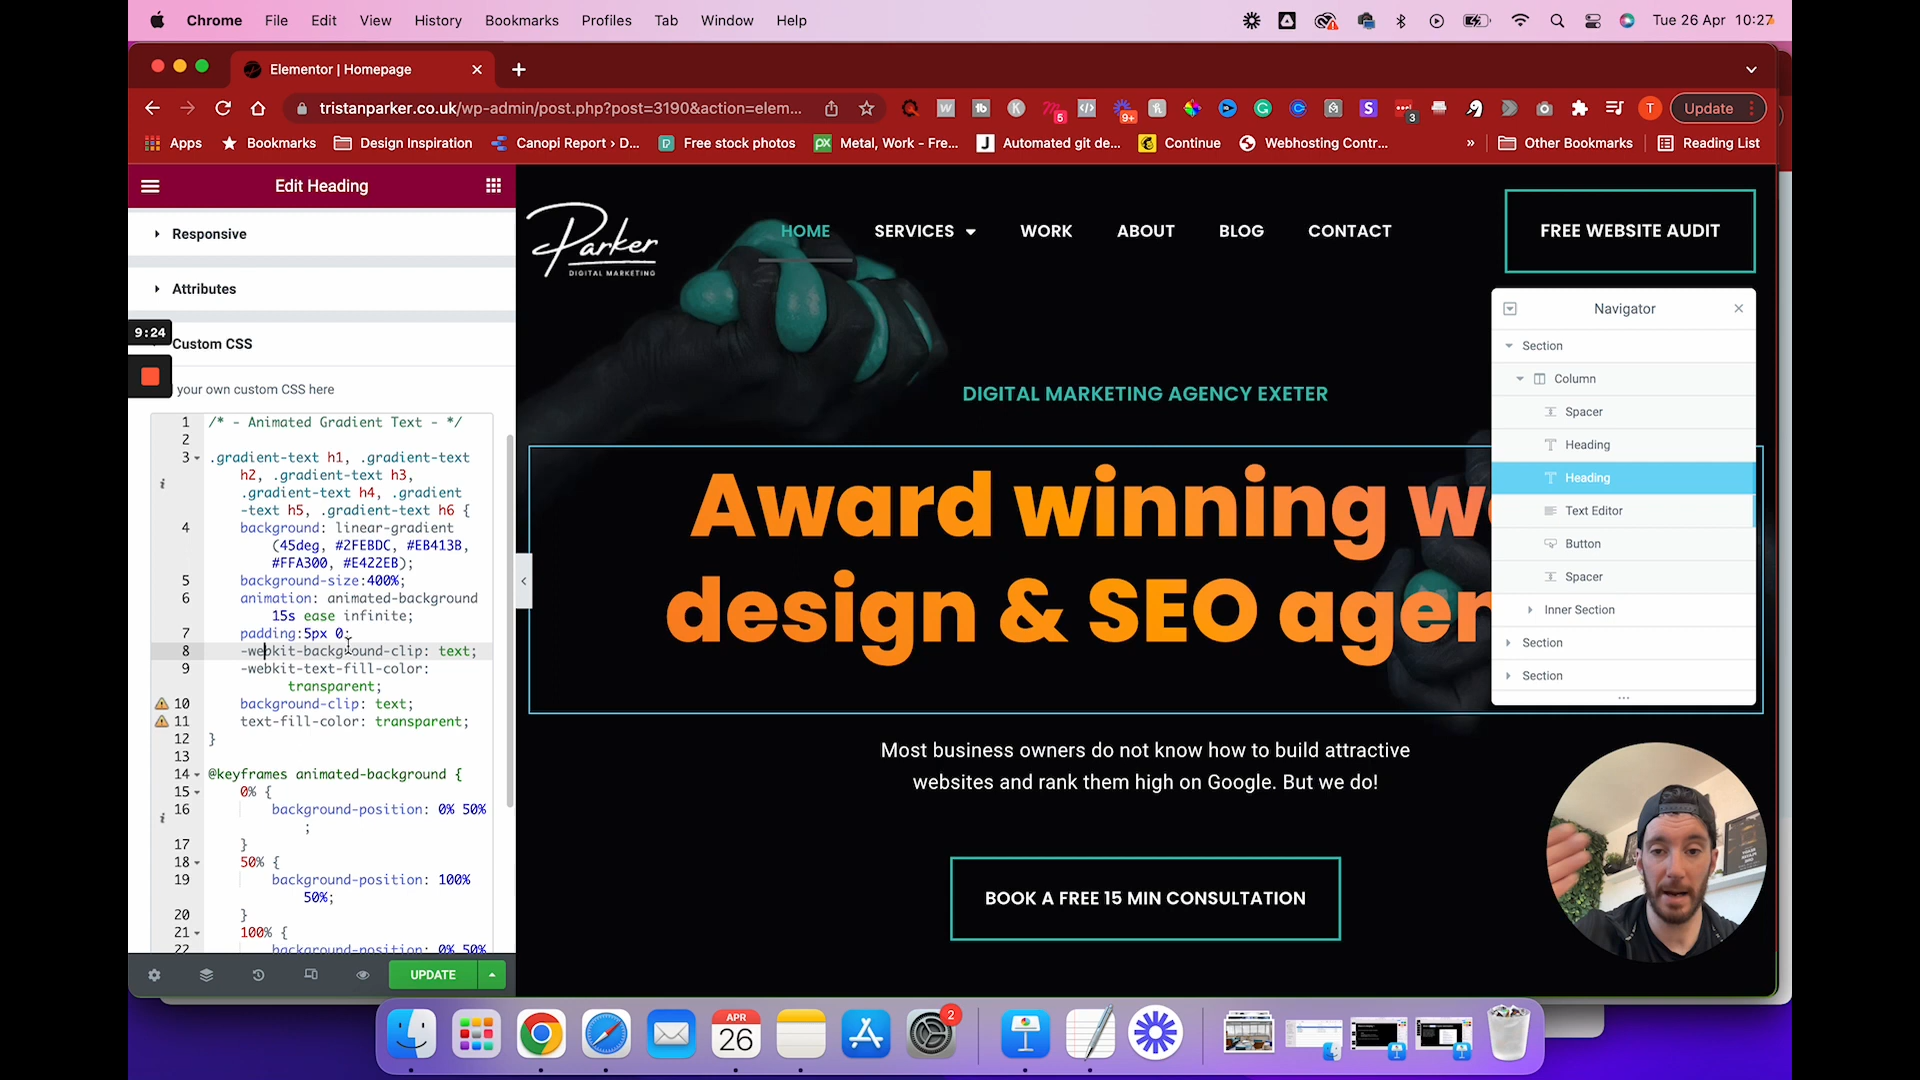 Chrome File Edit View History Bookmarks Profiles Tab Window Help
Tue 26 Apr 10:27
Elementor | Homepage
tristanparker.co.uk/wp-admin/post.php?post=3190&action=elem...
5
9+
3
T
Update
Apps
Bookmarks
Design Inspiration
Canopi Report › D...
Free stock photos
Metal, Work - Fre...
Automated git de...
Continue
Webhosting Contr...
»
Other Bookmarks
Reading List
Edit Heading
Responsive
Attributes
9:24
Custom CSS
your own custom CSS here
1 /* - Animated Gradient Text - */
2
3 .gradient-text h1, .gradient-text
h2, .gradient-text h3,
.gradient-text h4, .gradient
-text h5, .gradient-text h6 {
4 background: linear-gradient
(45deg, #2FEBDC, #EB413B,
#FFA300, #E422EB);
5 background-size:400%;
6 animation: animated-background
15s ease infinite;
7 padding:5px 0;
8 -webkit-background-clip: text;
9 -webkit-text-fill-color:
transparent;
10 background-clip: text;
11 text-fill-color: transparent;
12 }
13
14 @keyframes animated-background {
15 0% {
16 background-position: 0% 50%
;
17 }
18 50% {
19 background-position: 100%
50%;
20 }
21 100% {
22 background-position: 0% 50%
UPDATE
Parker
DIGITAL MARKETING
HOME
SERVICES
WORK
ABOUT
BLOG
CONTACT
FREE WEBSITE AUDIT
DIGITAL MARKETING AGENCY EXETER
Award winning we
design & SEO agen
Most business owners do not know how to build attractive
websites and rank them high on Google. But we do!
BOOK A FREE 15 MIN CONSULTATION
Navigator
Section
Column
Spacer
Heading
Heading
Text Editor
Button
Spacer
Inner Section
Section
Section
APR
26
2